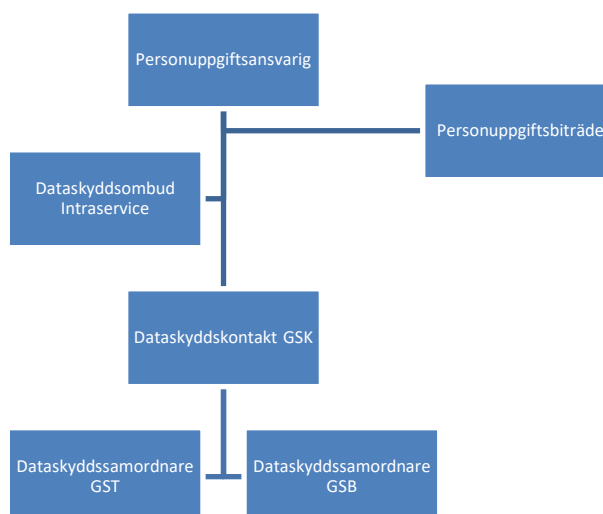 Personuppgiftsansvarig
Personuppgiftsbiträde
Dataskyddsombud
Intraservice
Dataskyddskontakt GSK
Dataskyddssamordnare
GST
Dataskyddssamordnare
GSB